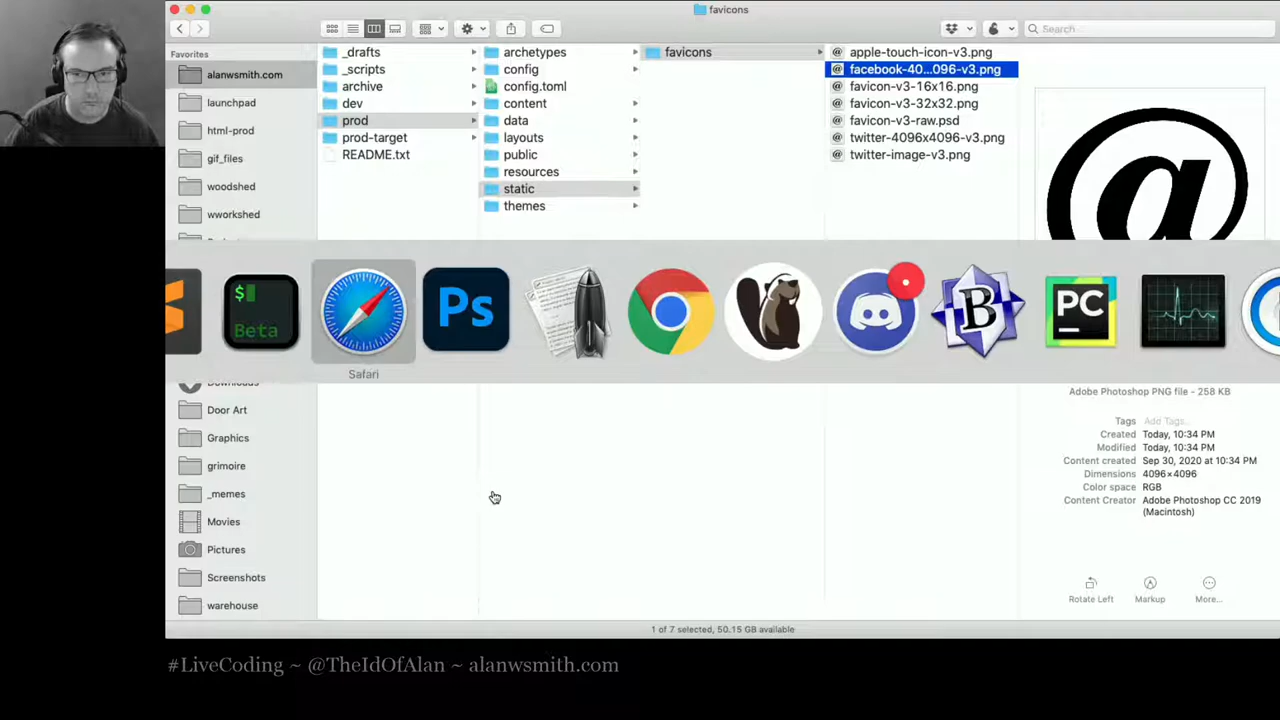 favicons
Search
Favorites
alanwsmith.com
launchpad
html-prod
gif_files
woodshed
wworkshed
Door Art
Graphics
grimoire
_memes
Movies
Pictures
Screenshots
warehouse
_drafts
_scripts
archive
dev
prod
prod-target
README.txt
archetypes
config
config.toml
content
data
layouts
public
resources
static
themes
favicons
apple-touch-icon-v3.png
facebook-40...096-v3.png
favicon-v3-16x16.png
favicon-v3-32x32.png
favicon-v3-raw.psd
twitter-4096x4096-v3.png
twitter-image-v3.png
@
$
Beta
Ps
B
PC
Safari
Adobe Photoshop PNG file - 258 KB
Tags Add Tags...
Created Today, 10:34 PM
Modified Today, 10:34 PM
Content created Sep 30, 2020 at 10:34 PM
Dimensions 4096×4096
Color space RGB
Content Creator Adobe Photoshop CC 2019
(Macintosh)
Rotate Left
Markup
More...
1 of 7 selected, 50.15 GB available
#LiveCoding ~ @TheIdOfAlan ~ alanwsmith.com